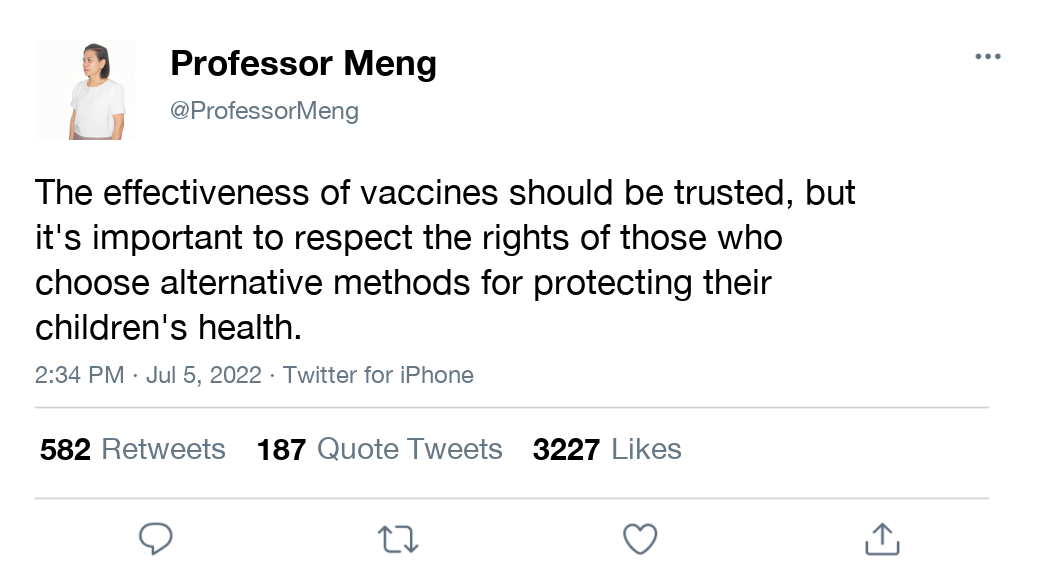 Professor Meng
@ProfessorMeng
The effectiveness of vaccines should be trusted, but
it's important to respect the rights of those who
choose alternative methods for protecting their
children's health.
2:34 PM · Jul 5, 2022 · Twitter for iPhone
582 Retweets 187 Quote Tweets 3227 Likes